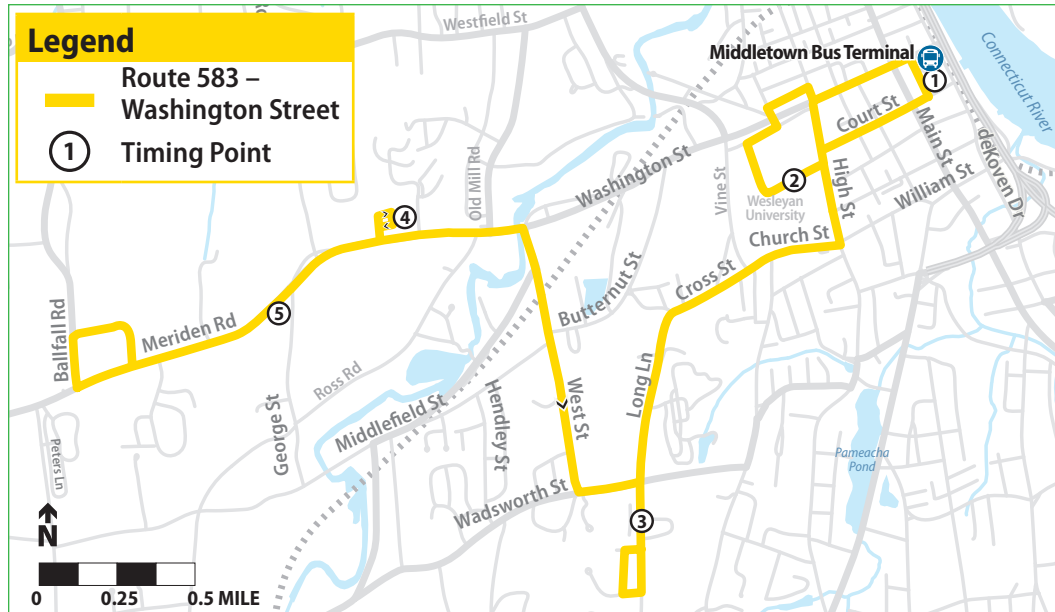 Legend
Route 583 –
Washington Street
1 Timing Point
Westfield St
Middletown Bus Terminal
1
Connecticut River
Court St
Main St
deKoven Dr
William St
High St
2
Wesleyan
University
Church St
Vine St
Washington St
Old Mill Rd
4
Cross St
Butternut St
5
Meriden Rd
Ballfall Rd
Ross Rd
Long Ln
West St
Hendley St
Middlefield St
George St
Peters Ln
Pameacha
Pond
Wadsworth St
3
N
0 0.25 0.5 MILE